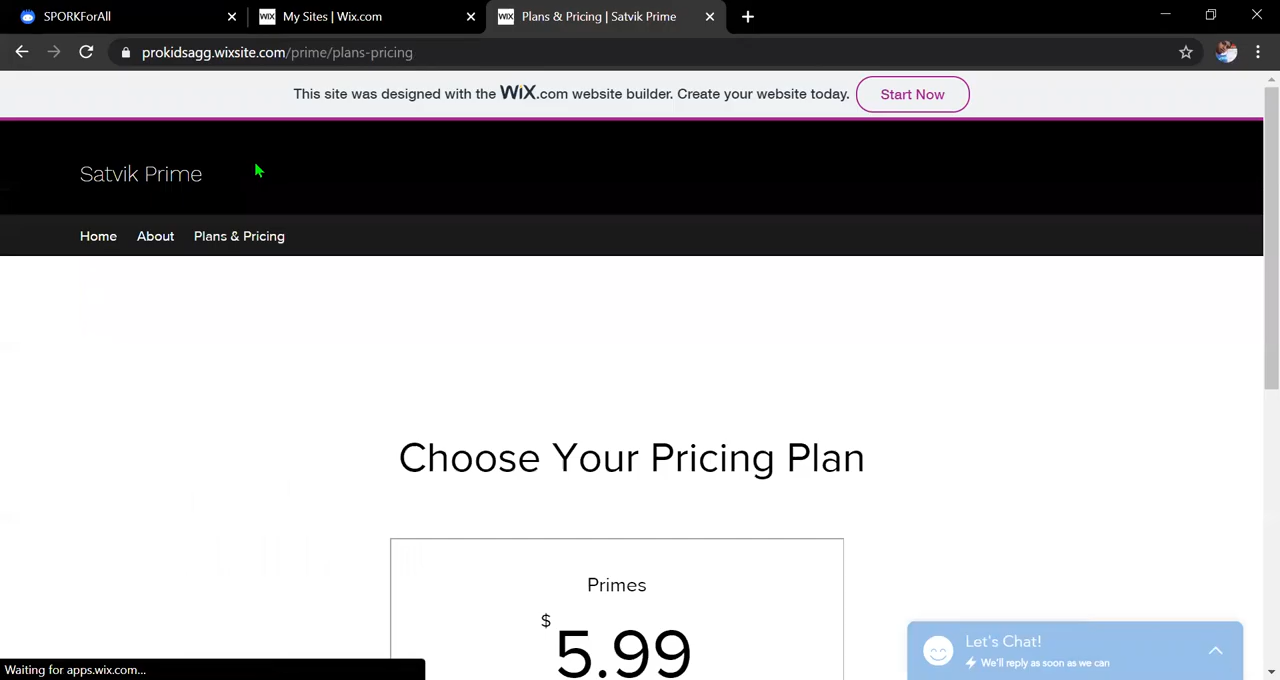 SPORKForAll
WIX My Sites | Wix.com
WIX Plans & Pricing | Satvik Prime
prokidsagg.wixsite.com/prime/plans-pricing
This site was designed with the WiX.com website builder. Create your website today.
Start Now
Satvik Prime
Home About Plans & Pricing
Choose Your Pricing Plan
Primes
$ 5.99
Let's Chat!
We'll reply as soon as we can
Waiting for apps.wix.com...